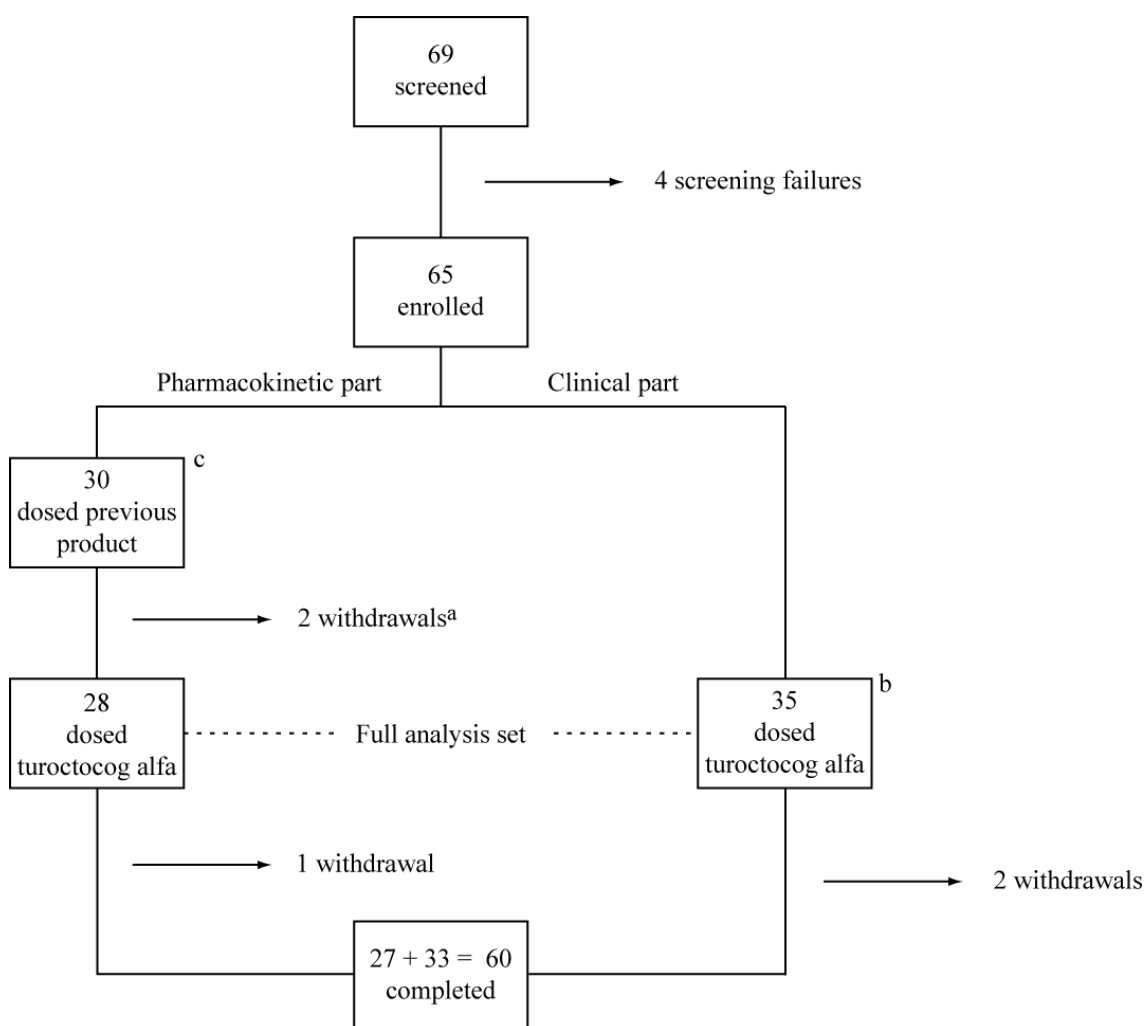 69
screened
4 screening failures
65
enrolled
Pharmacokinetic part
Clinical part
30
dosed previous
product
c
2 withdrawalsa
28
dosed
turoctocog alfa
Full analysis set
35
dosed
turoctocog alfa
b
1 withdrawal
2 withdrawals
27 + 33 = 60
completed